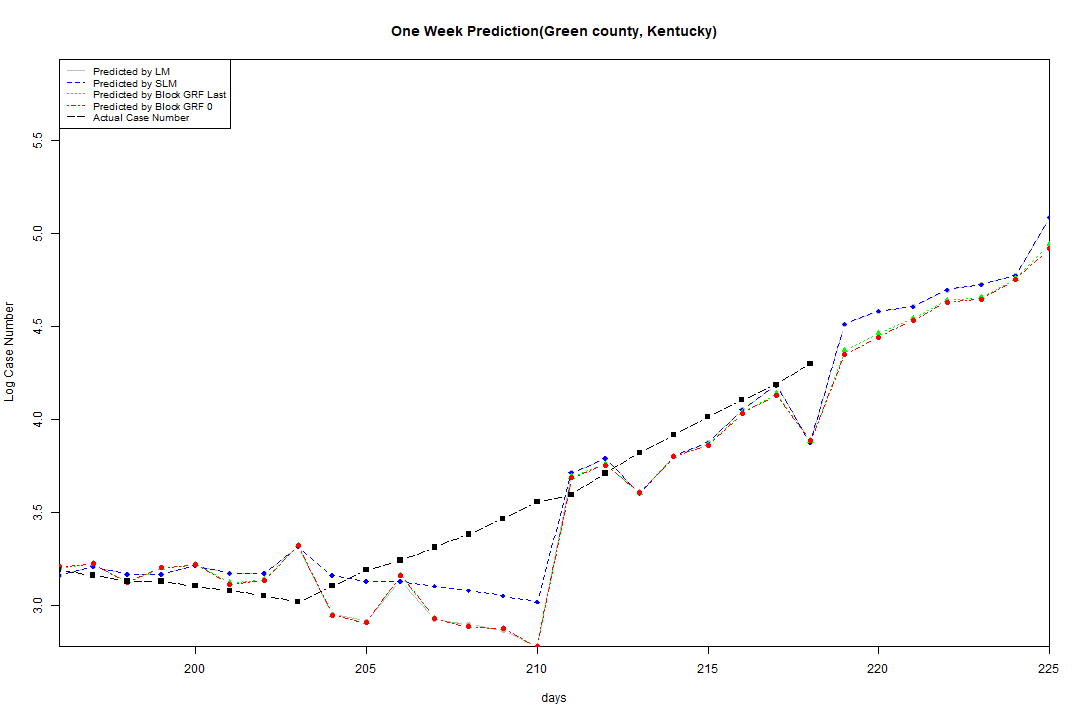 One Week Prediction(Green county, Kentucky)
Predicted by LM
Predicted by SLM
Predicted by Block GRF Last
Predicted by Block GRF 0
Actual Case Number
5.5
5.0
4.5
4.0
3.5
3.0
Log Case Number
200 205 210 215 220 225
days